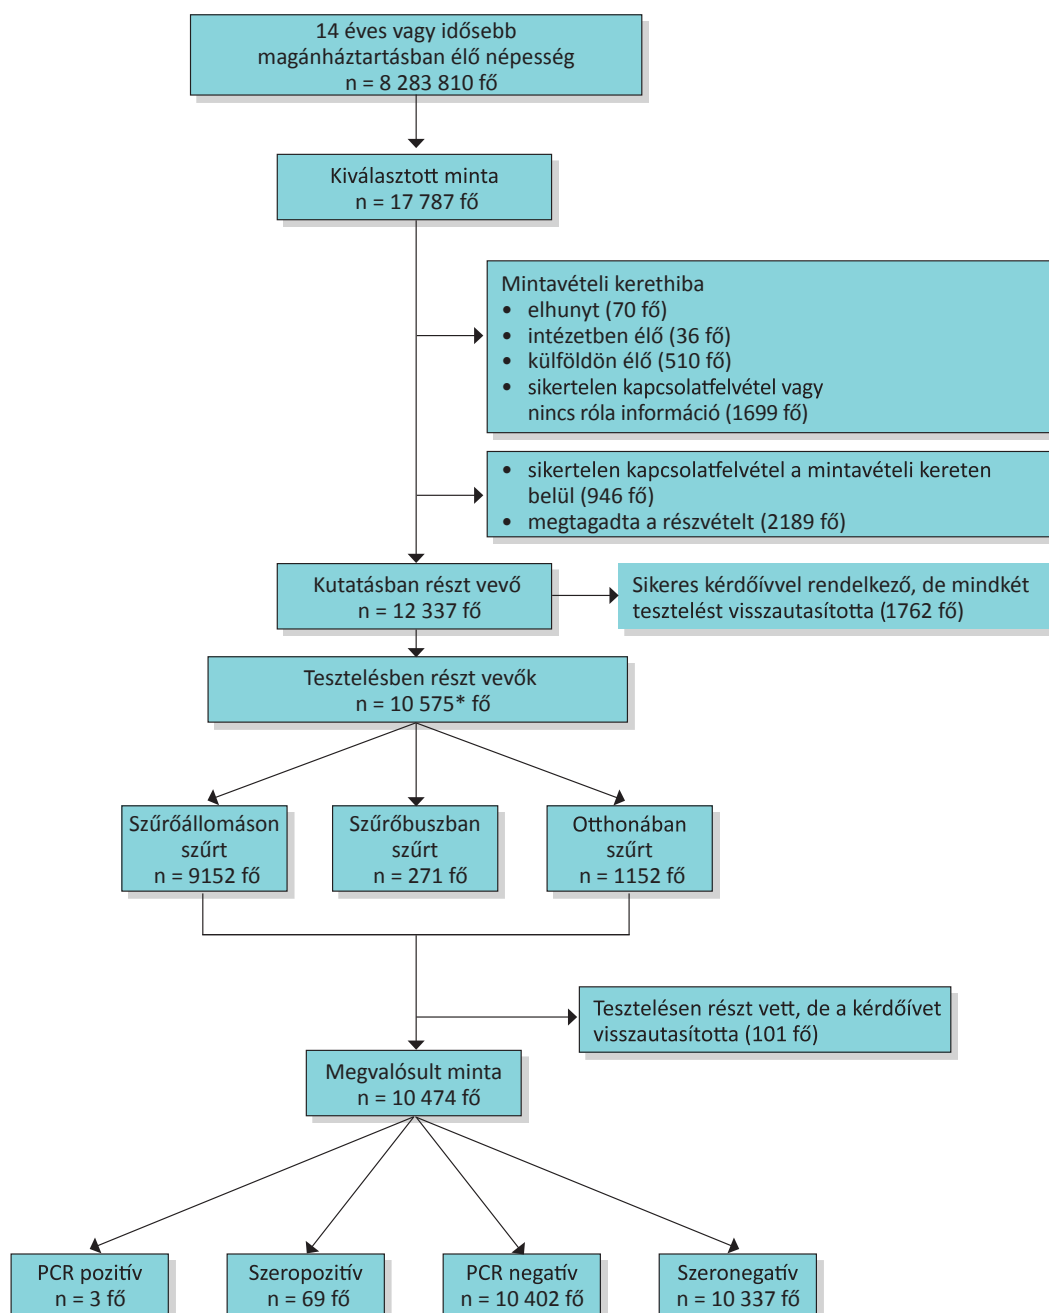 14 éves vagy idősebb
magánháztartásban élő népesség
n = 8 283 810 fő
Kiválasztott minta
n = 17 787 fő
Mintavételi kerethiba
• elhunyt (70 fő)
• intézetben élő (36 fő)
• külföldön élő (510 fő)
• sikertelen kapcsolatfelvétel vagy
nincs róla információ (1699 fő)
• sikertelen kapcsolatfelvétel a mintavételi kereten
belül (946 fő)
• megtagadta a részvételt (2189 fő)
Kutatásban részt vevő
n = 12 337 fő
Sikeres kérdőívvel rendelkező, de mindkét
tesztelést visszautasította (1762 fő)
Tesztelésben részt vevők
n = 10 575* fő
Szűrőállomáson
szűrt
n = 9152 fő
Szűrőbuszban
szűrt
n = 271 fő
Otthonában
szűrt
n = 1152 fő
Tesztelésen részt vett, de a kérdőívet
visszautasította (101 fő)
Megvalósult minta
n = 10 474 fő
PCR pozitív
n = 3 fő
Szeropozitív
n = 69 fő
PCR negatív
n = 10 402 fő
Szeronegatív
n = 10 337 fő